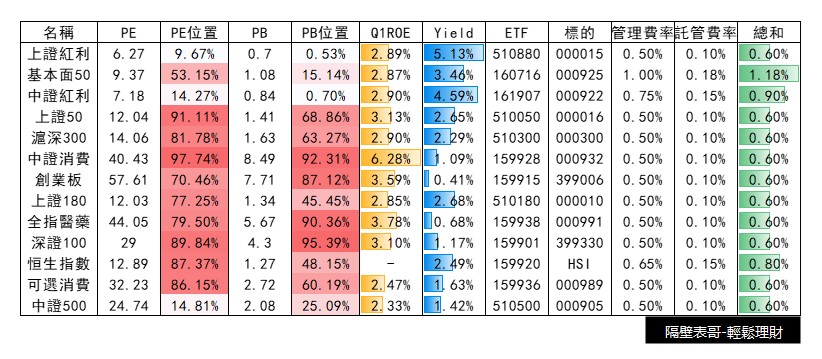 名稱 PE PE位置 PB PB位置 Q1ROE Yield ETF 標的 管理費率 託管費率 總和
上證紅利 6.27 9.67% 0.7 0.53% 2.89% 5.13% 510880 000015 0.50% 0.10% 0.60%
基本面50 9.37 53.15% 1.08 15.14% 2.87% 3.46% 160716 000925 1.00% 0.18% 1.18%
中證紅利 7.18 14.27% 0.84 0.70% 2.90% 4.59% 161907 000922 0.75% 0.15% 0.90%
上證50 12.04 91.11% 1.41 68.86% 3.13% 2.65% 510050 000016 0.50% 0.10% 0.60%
滬深300 14.06 81.78% 1.63 63.27% 2.90% 2.29% 510300 000300 0.50% 0.10% 0.60%
中證消費 40.43 97.74% 8.49 92.31% 6.28% 1.09% 159928 000932 0.50% 0.10% 0.60%
創業板 57.61 70.46% 7.71 87.12% 3.59% 0.41% 159915 399006 0.50% 0.10% 0.60%
上證180 12.03 77.25% 1.34 45.45% 2.85% 2.68% 510180 000010 0.50% 0.10% 0.60%
全指醫藥 44.05 79.50% 5.67 90.36% 3.78% 0.68% 159938 000991 0.50% 0.10% 0.60%
深證100 29 89.84% 4.3 95.39% 3.10% 1.17% 159901 399330 0.50% 0.10% 0.60%
恒生指數 12.89 87.37% 1.27 48.15% - 2.49% 159920 HSI 0.65% 0.15% 0.80%
可選消費 32.23 86.15% 2.72 60.19% 2.47% 1.63% 159936 000989 0.50% 0.10% 0.60%
中證500 24.74 14.81% 2.08 25.09% 2.33% 1.42% 510500 000905 0.50% 0.10% 0.60%
隔壁表哥-輕鬆理財